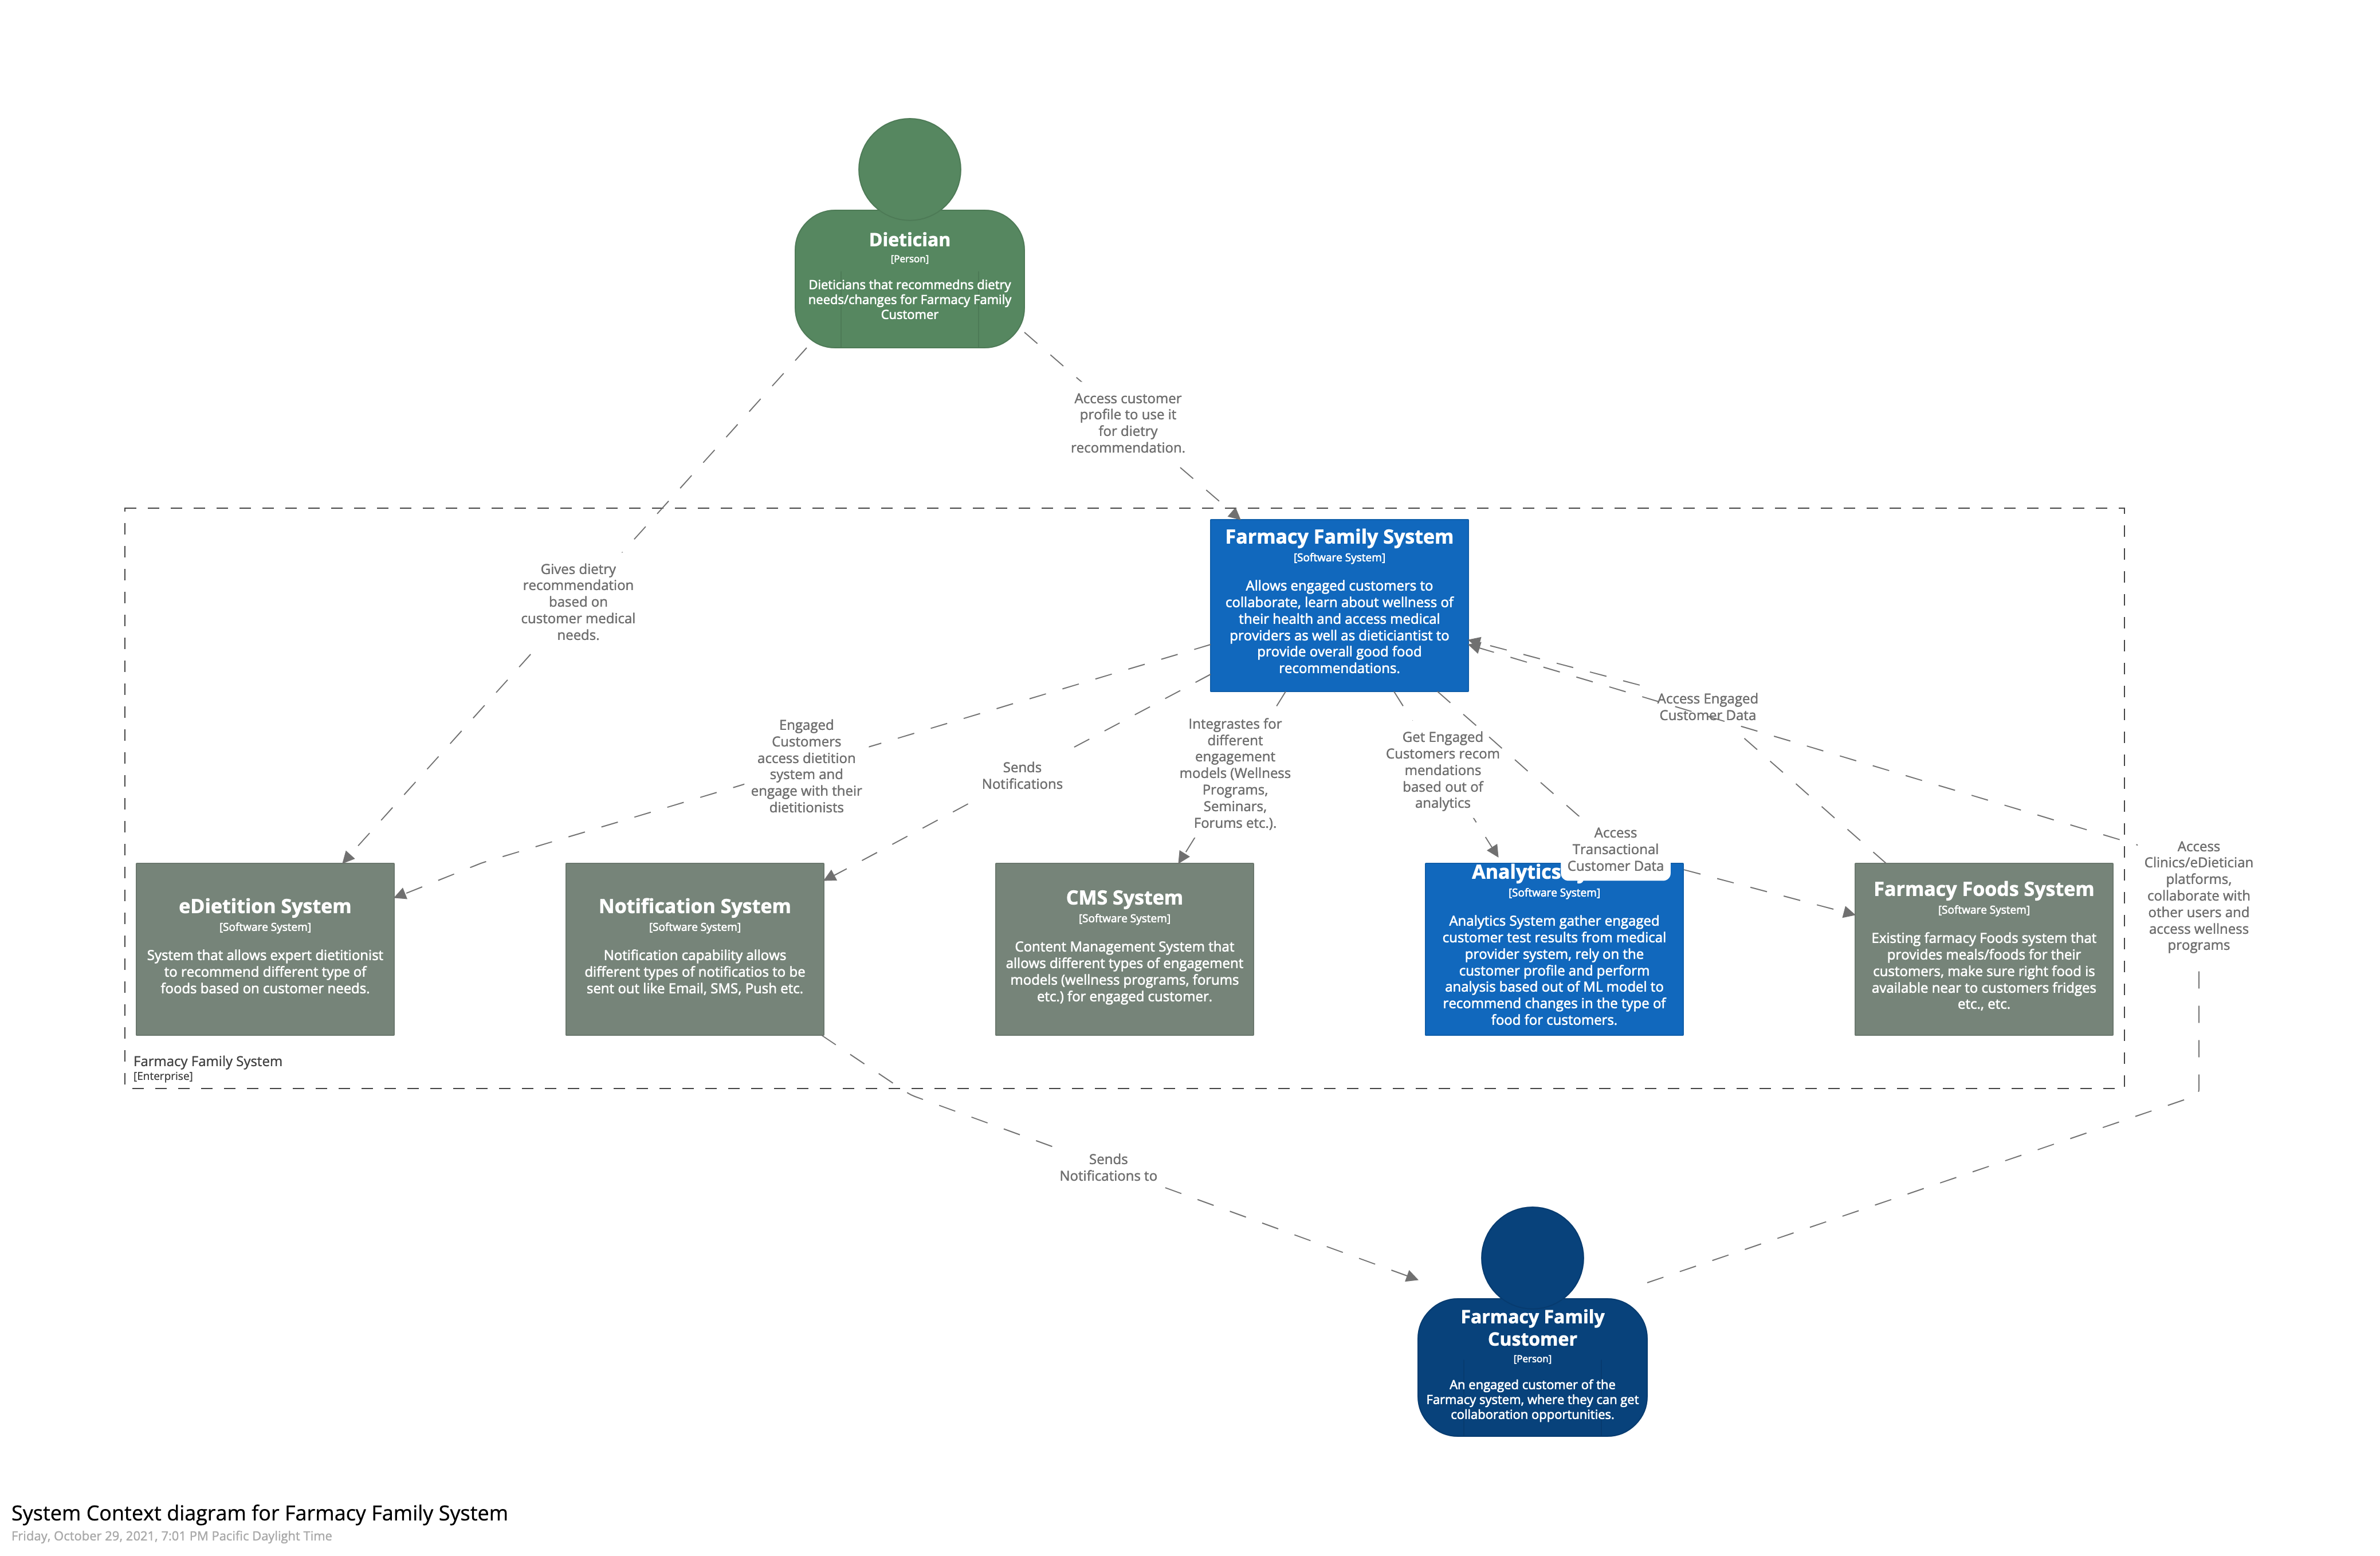 Dietician
[Person]
Dieticians that recommedns dietry
needs/changes for Farmacy Family
Customer
Access customer
profile to use it
for dietry
recommendation.
Gives dietry
recommendation
based on
customer medical
needs.
Farmacy Family System
[Software System]
Allows engaged customers to
collaborate, learn about wellness of
their health and access medical
providers as well as dieticiantist to
provide overall good food
recommendations.
Engaged
Customers
access dietition
system and
engage with their
dietitionists
Sends
Notifications
Integrastes for
different
engagement
models (Wellness
Programs,
Seminars,
Forums etc.).
Get Engaged
Customers recom
mendations
based out of
analytics
Access
Transactional
Customer Data
Access Engaged
Customer Data
Access
Clinics/eDietician
platforms,
collaborate with
other users and
access wellness
programs
eDietition System
[Software System]
System that allows expert dietitionist
to recommend different type of
foods based on customer needs.
Notification System
[Software System]
Notification capability allows
different types of notificatios to be
sent out like Email, SMS, Push etc.
CMS System
[Software System]
Content Management System that
allows different types of engagement
models (wellness programs, forums
etc.) for engaged customer.
Analytics
[Software System]
Analytics System gather engaged
customer test results from medical
provider system, rely on the
customer profile and perform
analysis based out of ML model to
recommend changes in the type of
food for customers.
Farmacy Foods System
[Software System]
Existing farmacy Foods system that
provides meals/foods for their
customers, make sure right food is
available near to customers fridges
etc., etc.
Farmacy Family System
[Enterprise]
Sends
Notifications to
Farmacy Family
Customer
[Person]
An engaged customer of the
Farmacy system, where they can get
collaboration opportunities.
System Context diagram for Farmacy Family System
Friday, October 29, 2021, 7:01 PM Pacific Daylight Time